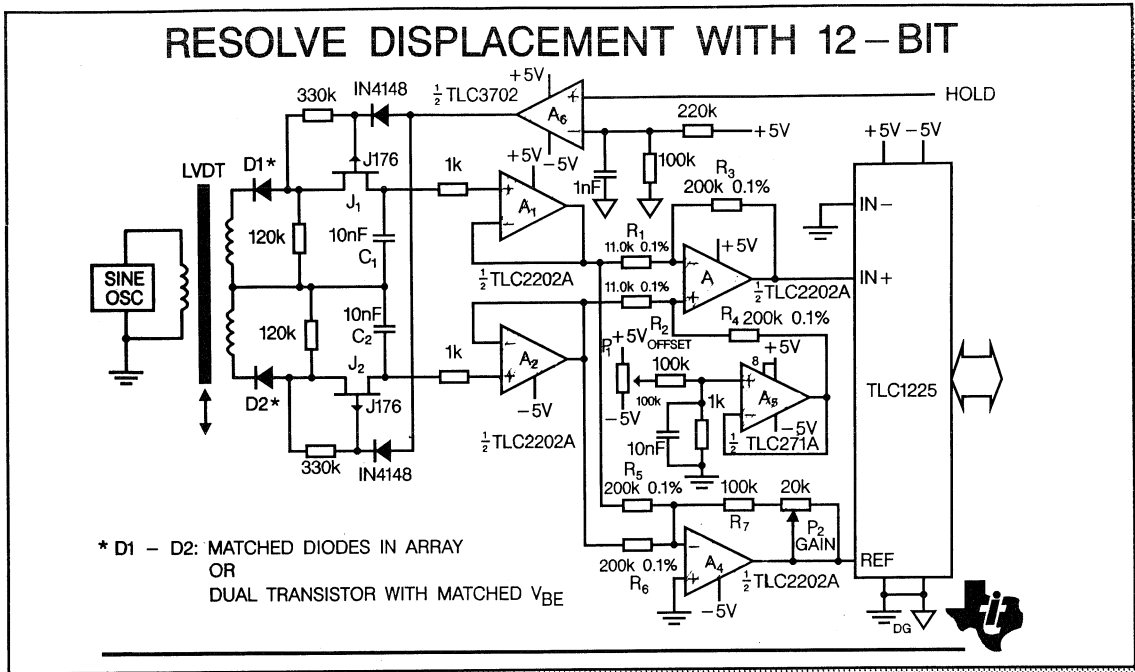 RESOLVE DISPLACEMENT WITH 12-BIT
330k
IN4148
½ TLC3702
+5V
A6
-5V
HOLD
220k
+5V
100k
1nF
+5V -5V
LVDT
D1*
J176
J1
1k
+5V
A1
R3
200k 0.1%
IN-
120k
10nF
C1
R1
11.0k 0.1%
+5V
A
½ TLC2202A
½ TLC2202A
IN+
SINE
OSC
11.0k 0.1%
R2
R4 200k 0.1%
120k
10nF
C2
J2
1k
A2
-5V
½ TLC2202A
P1
+5V
OFFSET
100k
100k
-5V
8
+5V
A5
1k
-5V
½ TLC271A
10nF
TLC1225
D2*
J176
330k
IN4148
R5
200k 0.1%
100k
R7
20k
P2
GAIN
200k 0.1%
R6
A4
½ TLC2202A
-5V
REF
DG
* D1 - D2: MATCHED DIODES IN ARRAY
OR
DUAL TRANSISTOR WITH MATCHED VBE